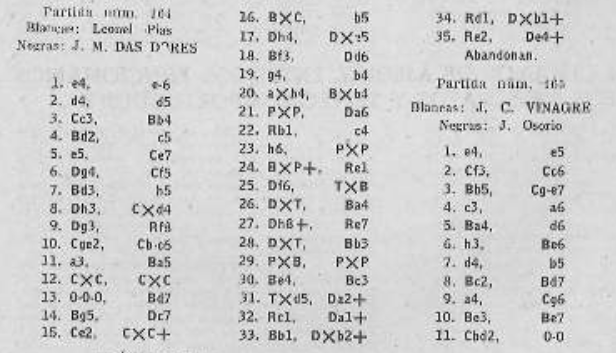 Partida núm. 164
Blancas: Leonel Pias
Negras: J. M. DAS DORES
1. e4, e-6
2. d4, d5
3. Cc3, Bb4
4. Bd2, c5
5. e5, Ce7
6. Dg4, Cf5
7. Bd3, h5
8. Dh3, C×d4
9. Dg3, Rf8
10. Cge2, Cb-c6
11. a3, Ba5
12. C×C, C×C
13. 0-0-0, Bd7
14. Bg5, Dc7
15. Ce2, C×C+
16. B×C, b5
17. Dh4, D×e5
18. Bf3, Dd6
19. g4, b4
20. a×b4, B×b4
21. P×P, Da6
22. Rb1, c4
23. h6, P×P
24. B×P+, Re1
25. Df6, T×B
26. D×T, Ba4
27. Dh8+, Re7
28. D×T, Bb3
29. P×B, P×P
30. Be4, Bc3
31. T×d5, Da2+
32. Rc1, Da1+
33. Bb1, D×b2+
34. Rd1, D×b1+
35. Re2, De4+
Abandonan.
Partida núm. 165
Blancas: J. C. VINAGRE
Negras: J. Osorio
1. e4, e5
2. Cf3, Cc6
3. Bb5, Cg-e7
4. c3, a6
5. Ba4, d6
6. h3, Be6
7. d4, b5
8. Bc2, Bd7
9. a4, Cg6
10. Be3, Be7
11. Cbd2, 0-0